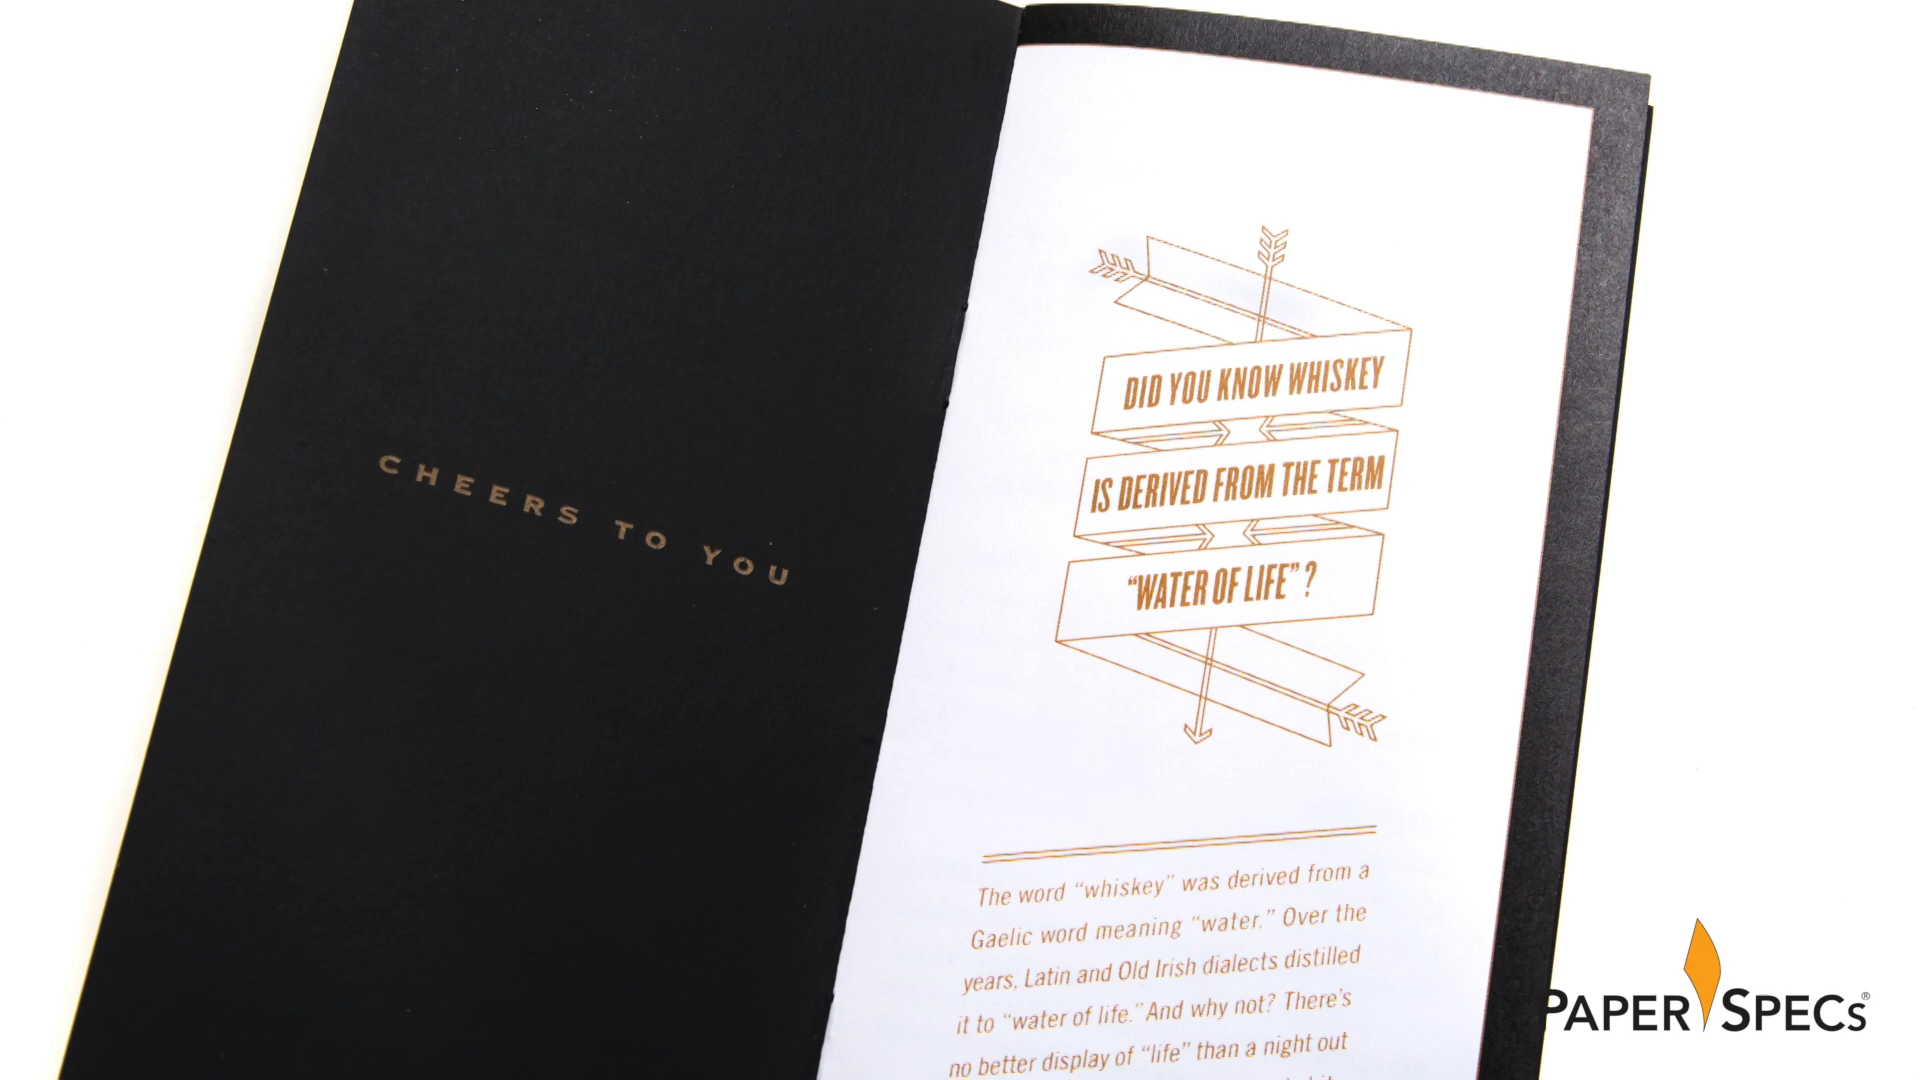 CHEERS TO YOU
DID YOU KNOW WHISKEY
IS DERIVED FROM THE TERM
“WATER OF LIFE”?
The word “whiskey” was derived from a
Gaelic word meaning “water.” Over the
years, Latin and Old Irish dialects distilled
it to “water of life.” And why not? There’s
no better display of “life” than a night out
PAPERSPECS®